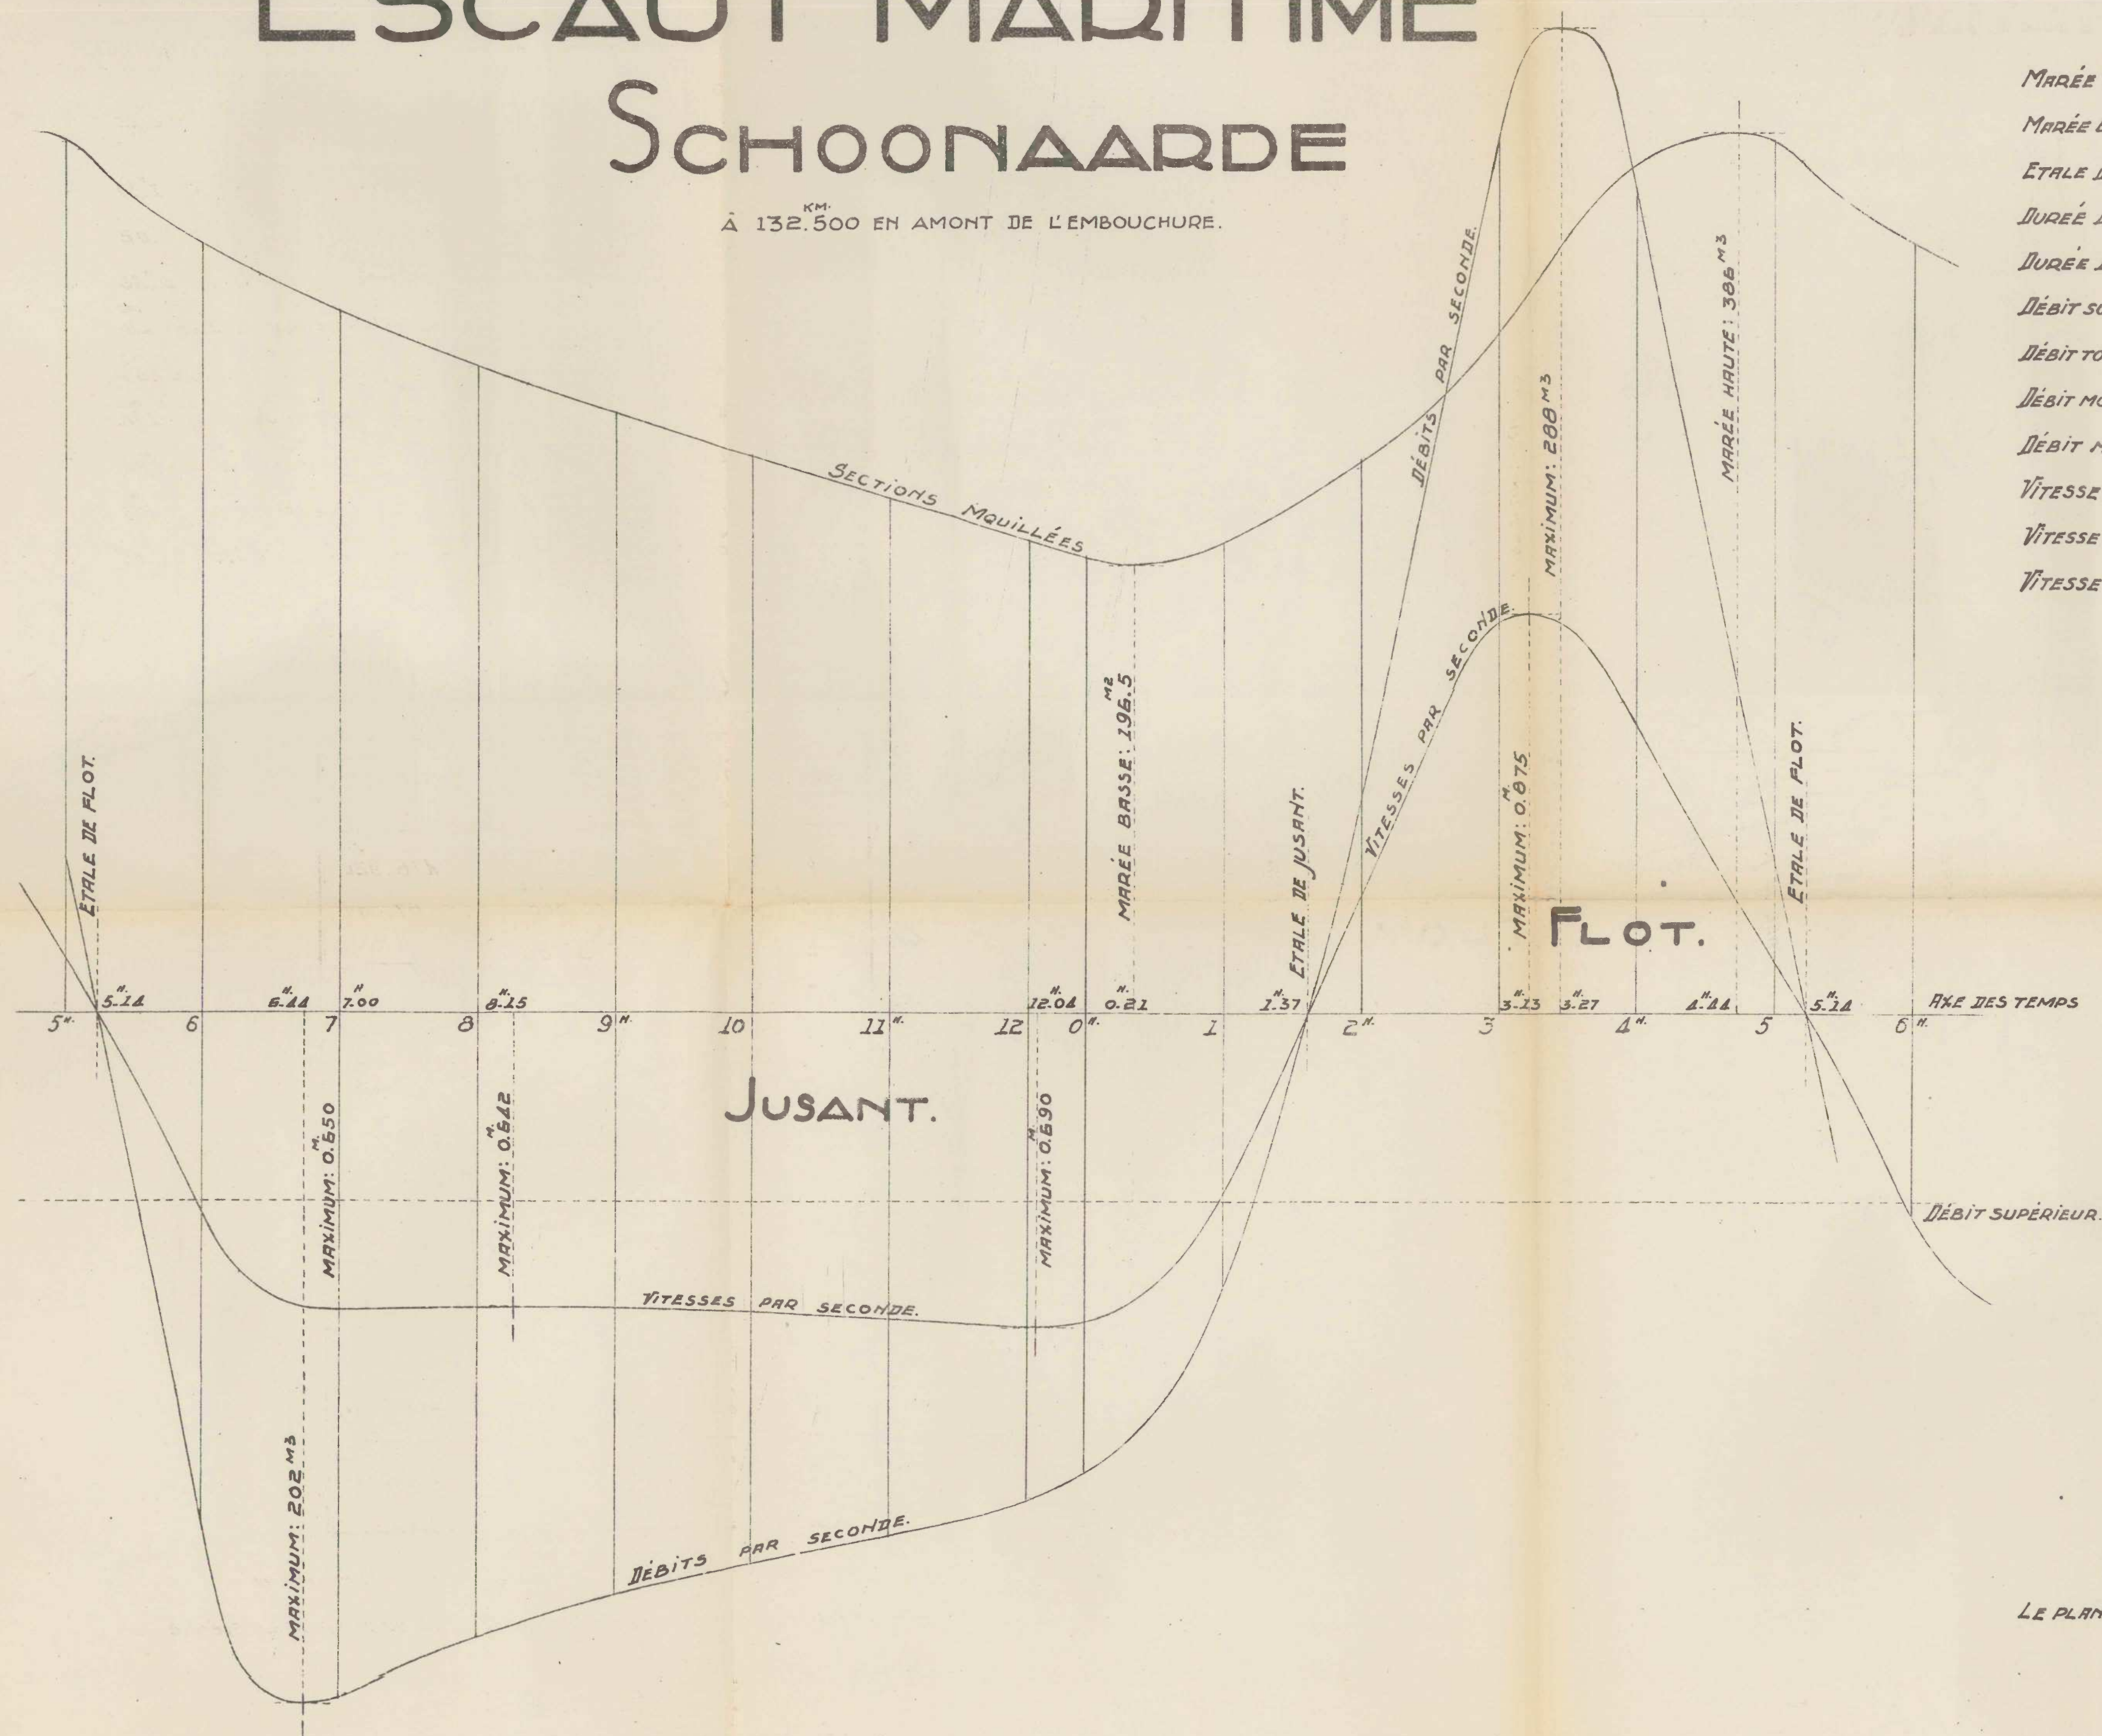 ESCAUT MARITIME
SCHOONAARDE
À 132.500 KM. EN AMONT DE L'EMBOUCHURE.
MARÉE
MARÉE
ETALE
DUREÉ
DURÉE
DÉBIT
DÉBIT
DÉBIT
DÉBIT
VITESSE
VITESSE
VITESSE
SECTIONS MOUILLÉES
DÉBITS PAR SECONDE.
VITESSES PAR SECONDE.
MAXIMUM: 288 M3
MARÉE HAUTE: 386 M3
MARÉE BASSE: 196.5 M2
ETALE DE FLOT.
ETALE DE JUSANT.
MAXIMUM: 0.875 M.
ETALE DE FLOT.
FLOT.
5.14 H.
6.44 H.
7.00 H
8.15 H.
12.04 H.
0.21 H.
1.37 H.
3.13 H.
3.27 H.
4.44 H.
5.14 H.
AXE DES TEMPS
5 H. 6 7 8 9 H. 10 11 H. 12 0 H. 1 2 H. 3 4 H. 5 6 H.
JUSANT.
MAXIMUM: 0.650 M.
MAXIMUM: 0.642 M.
MAXIMUM: 0.690 M.
DÉBIT SUPÉRIEUR.
VITESSES PAR SECONDE.
MAXIMUM: 202 M3
DÉBITS PAR SECONDE.
LE PLAN